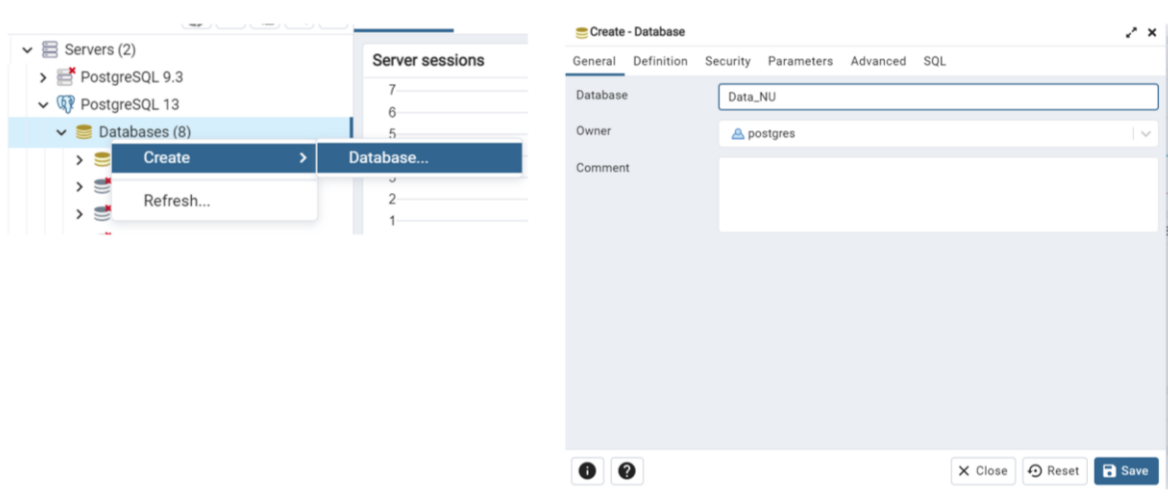 Servers (2)
PostgreSQL 9.3
PostgreSQL 13
Databases (8)
Create
Database...
Refresh...
Server sessions
7
6
5
2
1
Create - Database
General Definition Security Parameters Advanced SQL
Database Data_NU
Owner postgres
Comment
Close Reset Save